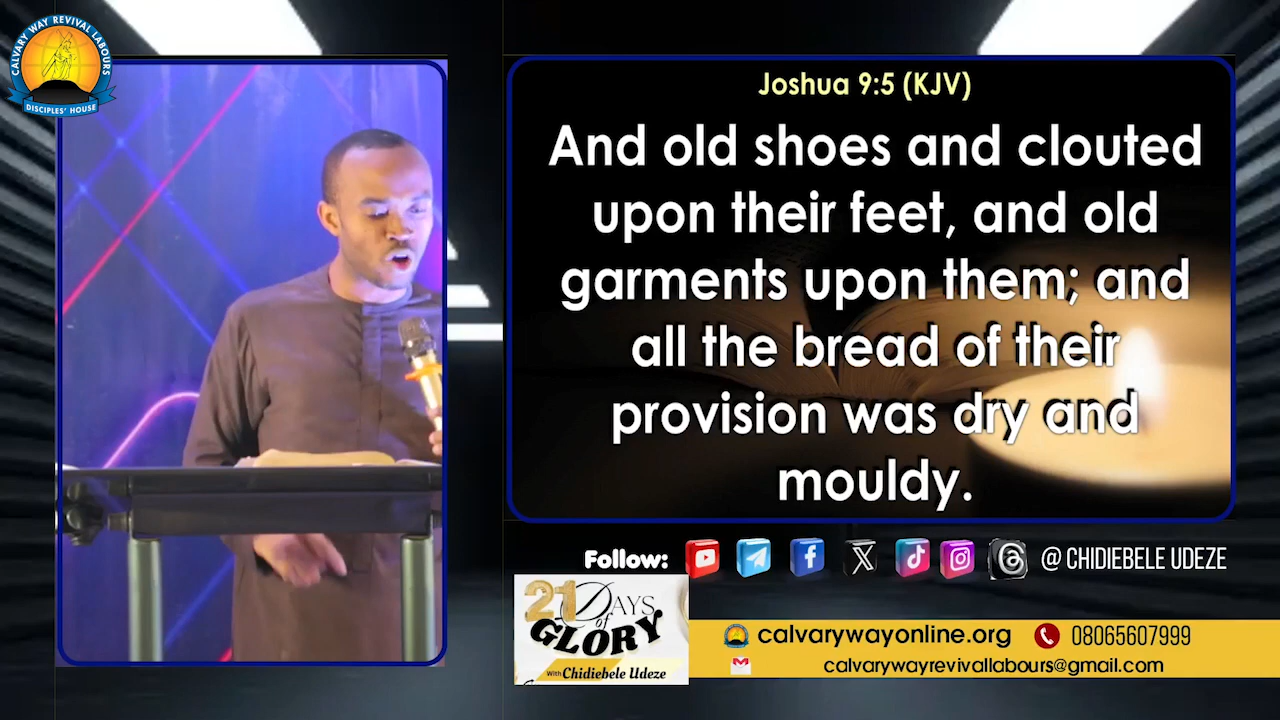 CALVARY WAY REVIVAL LABOURS
DISCIPLES' HOUSE
Joshua 9:5 (KJV)
And old shoes and clouted
upon their feet, and old
garments upon them; and
all the bread of their
provision was dry and
mouldy.
Follow:
@ CHIDIEBELE UDEZE
21 DAYS
of
GLORY
With Chidiebele Udeze
calvarywayonline.org 08065607999
calvarywayrevivallabours@gmail.com